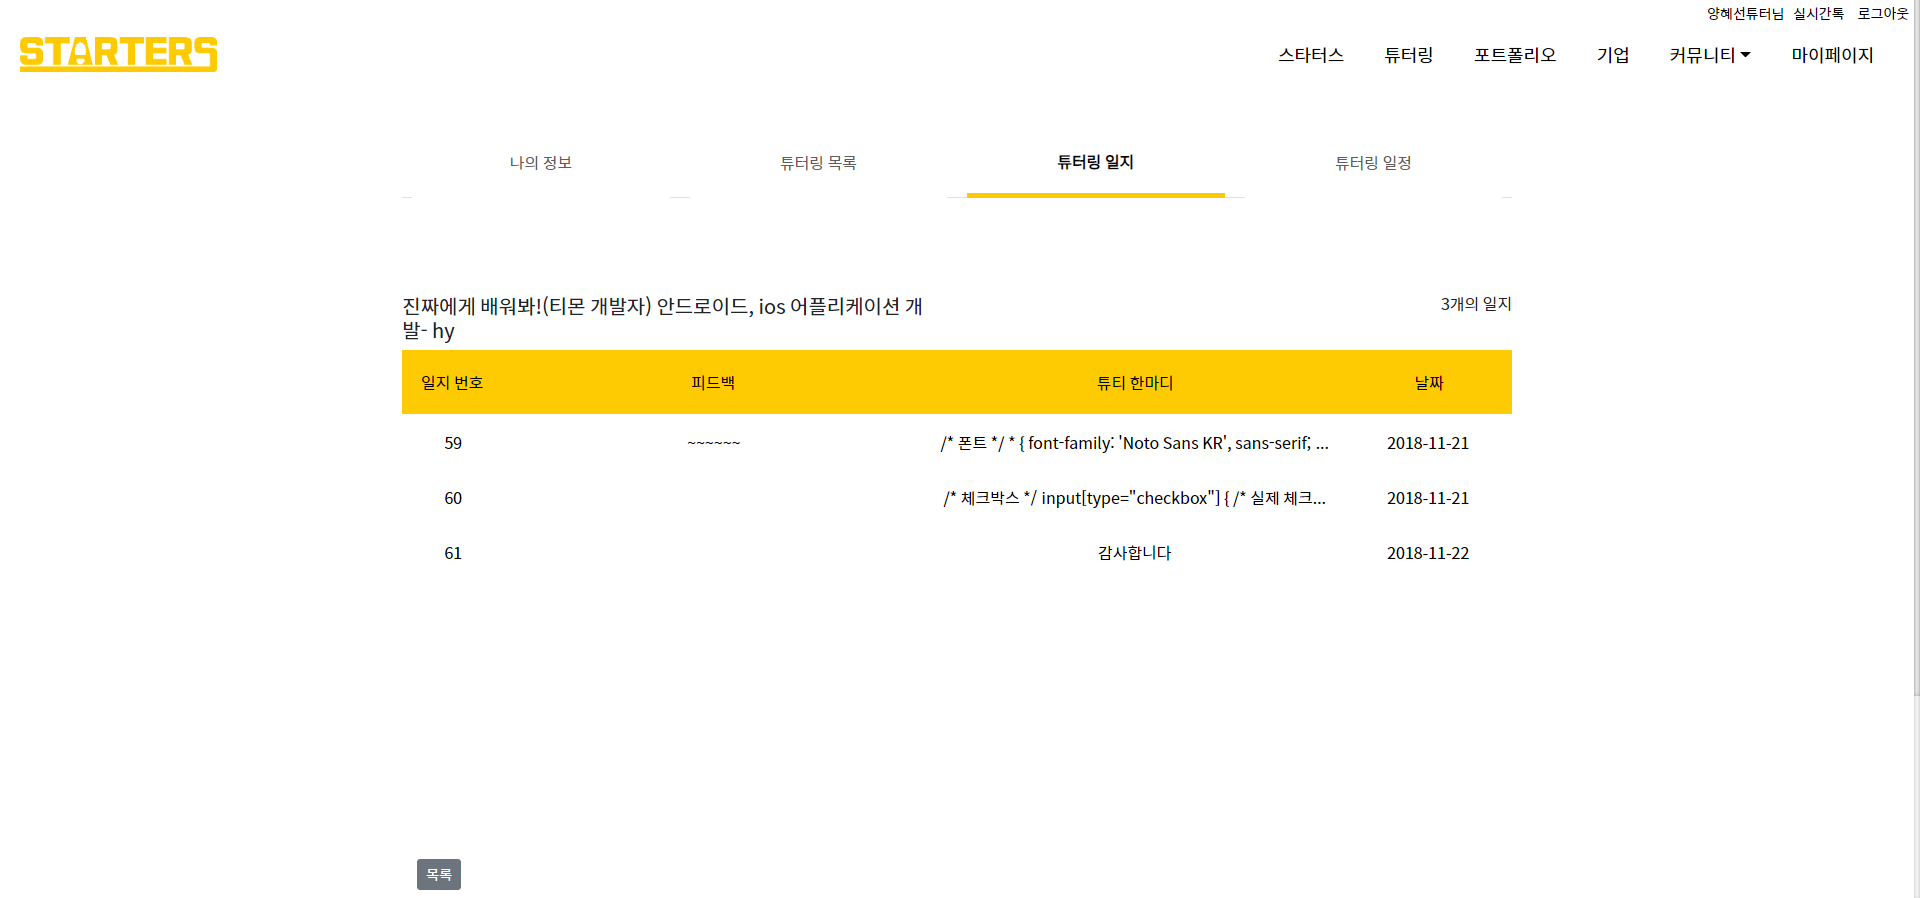 양혜선튜터님 실시간톡 로그아웃
STARTERS
스타터스 튜터링 포트폴리오 기업 커뮤니티 마이페이지
나의 정보 튜터링 목록 튜터링 일지 튜터링 일정
진짜에게 배워봐!(티몬 개발자) 안드로이드, ios 어플리케이션 개
발- hy
3개의 일지
일지 번호 피드백 튜티 한마디 날짜
59 ~~~~~~ /* 폰트 */ * { font-family: 'Noto Sans KR', sans-serif; ... 2018-11-21
60 /* 체크박스 */ input[type="checkbox"] { /* 실제 체크... 2018-11-21
61 감사합니다 2018-11-22
목록